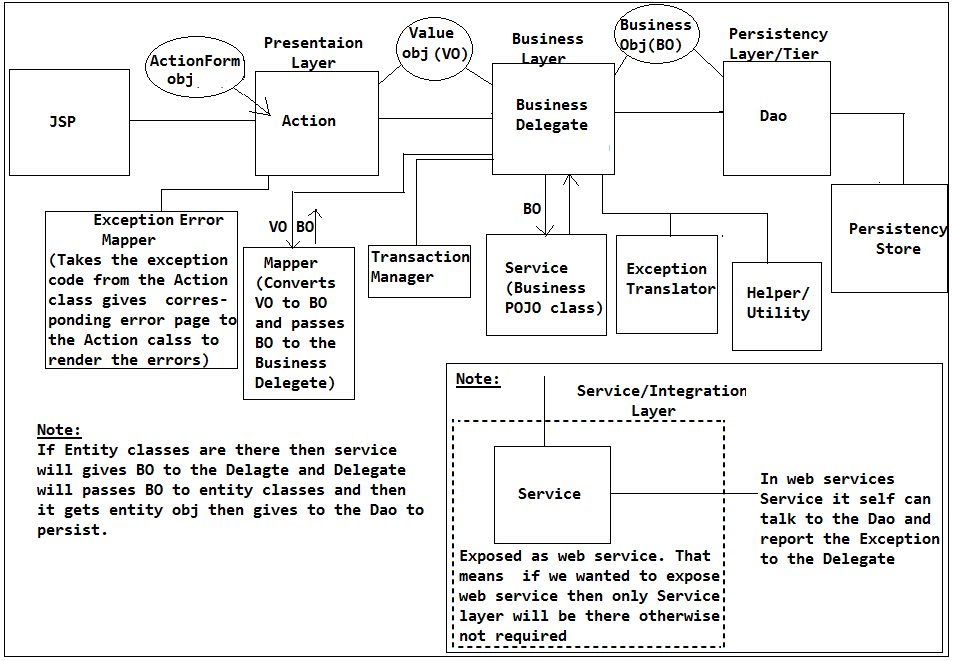 ActionForm
obj
Presentaion
Layer
Value
obj (VO)
Business
Layer
Business
Obj(BO)
Persistency
Layer/Tier
JSP
Action
Business
Delegate
Dao
Persistency
Store
Exception Error
Mapper
(Takes the exception
code from the Action
class gives  corres-
ponding error page to
the Action calss to
render the errors)
VO BO
Mapper
(Converts
VO to BO
and passes
BO to the
Business
Delegete)
Transaction
Manager
BO
Service
(Business
POJO class)
Exception
Translator
Helper/
Utility
Note:
If Entity classes are there then service
will gives BO to the Delagte and Delegate
will passes BO to entity classes and then
it gets entity obj then gives to the Dao to
persist.
Note:
Service/Integration
Layer
Service
Exposed as web service. That
means  if we wanted to expose
web service then only Service
layer will be there otherwise
not required
In web services
Service it self can
talk to the Dao and
report the Exception
to the Delegate